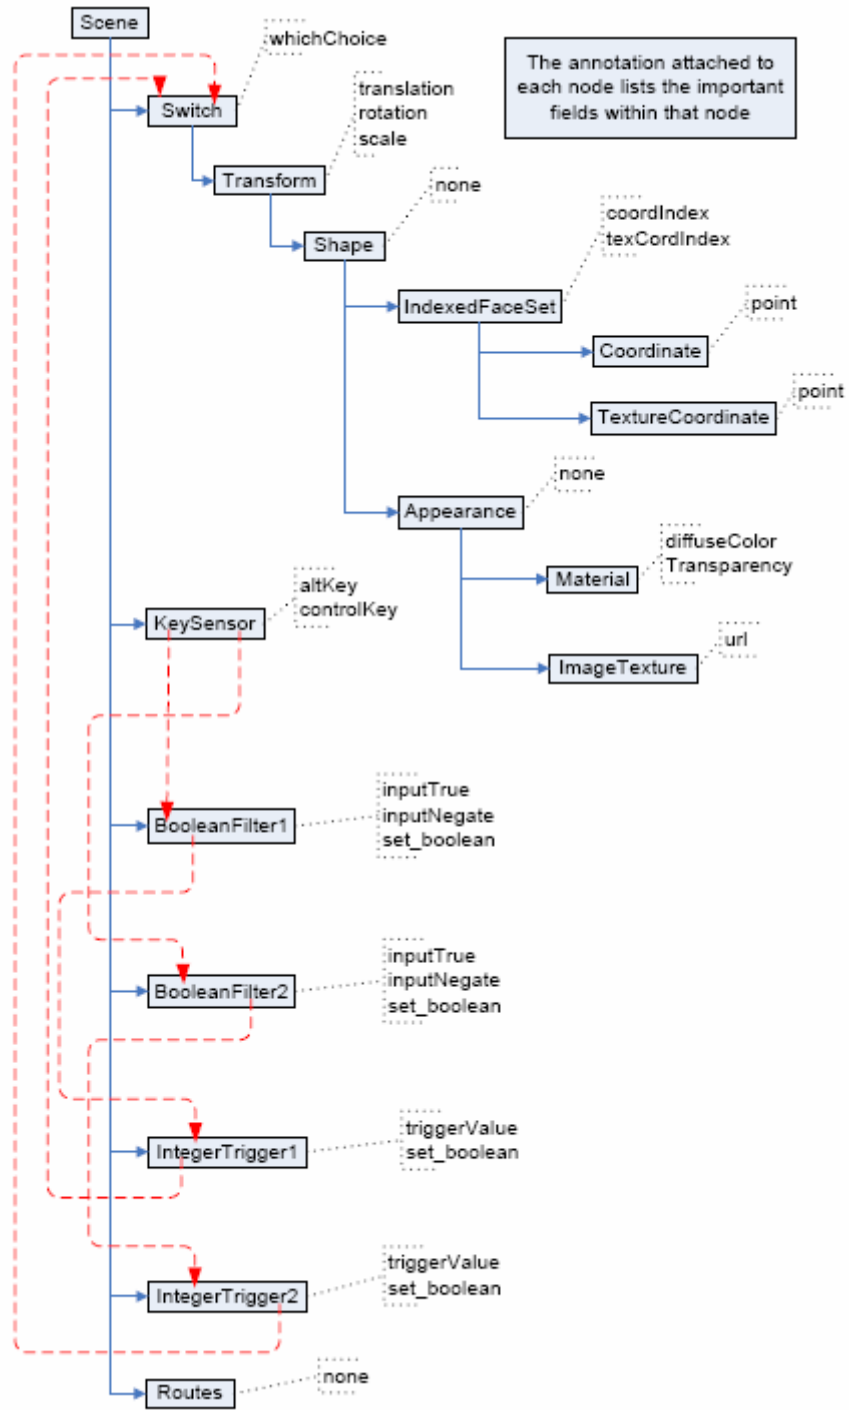 Scene
whichChoice
The annotation attached to
each node lists the important
fields within that node
Switch
translation
rotation
scale
Transform
none
Shape
coordIndex
texCordIndex
IndexedFaceSet
point
Coordinate
point
TextureCoordinate
none
Appearance
diffuseColor
Transparency
Material
altKey
controlKey
KeySensor
url
ImageTexture
inputTrue
inputNegate
set_boolean
BooleanFilter1
inputTrue
inputNegate
set_boolean
BooleanFilter2
triggerValue
set_boolean
IntegerTrigger1
triggerValue
set_boolean
IntegerTrigger2
none
Routes